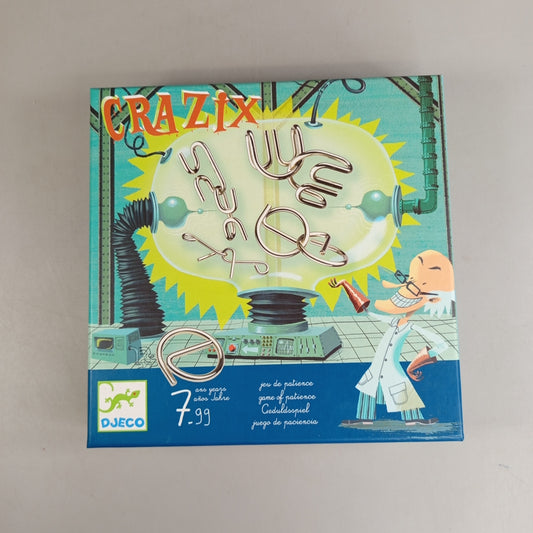 CRAZIX
ans years
años Jahre
7-99
jeu de patience
game of patience
Geduldsspiel
juego de paciencia
DJECO